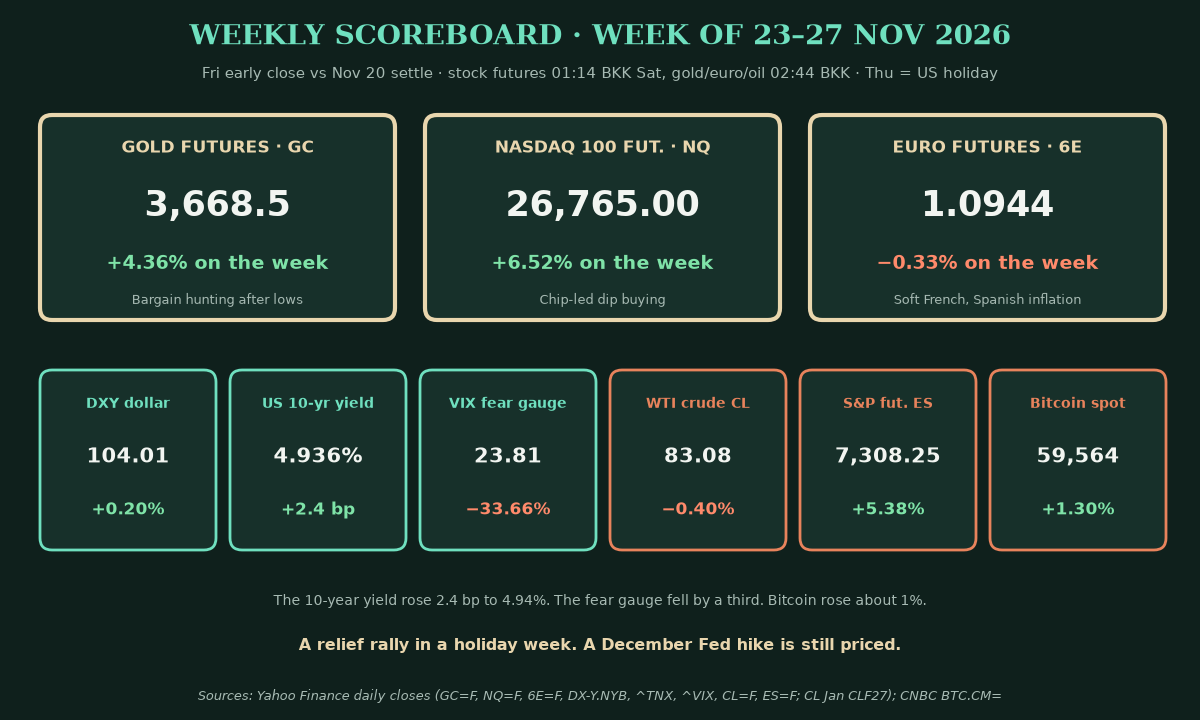 WEEKLY SCOREBOARD · WEEK OF 23–27 NOV 2026
Fri early close vs Nov 20 settle · stock futures 01:14 BKK Sat, gold/euro/oil 02:44 BKK · Thu = US holiday
GOLD FUTURES · GC
3,668.5
+4.36% on the week
Bargain hunting after lows
NASDAQ 100 FUT. · NQ
26,765.00
+6.52% on the week
Chip-led dip buying
EURO FUTURES · 6E
1.0944
−0.33% on the week
Soft French, Spanish inflation
DXY dollar
104.01
+0.20%
US 10-yr yield
4.936%
+2.4 bp
VIX fear gauge
23.81
−33.66%
WTI crude CL
83.08
−0.40%
S&P fut. ES
7,308.25
+5.38%
Bitcoin spot
59,564
+1.30%
The 10-year yield rose 2.4 bp to 4.94%. The fear gauge fell by a third. Bitcoin rose about 1%.
A relief rally in a holiday week. A December Fed hike is still priced.
Sources: Yahoo Finance daily closes (GC=F, NQ=F, 6E=F, DX-Y.NYB, ^TNX, ^VIX, CL=F, ES=F; CL Jan CLF27); CNBC BTC.CM=